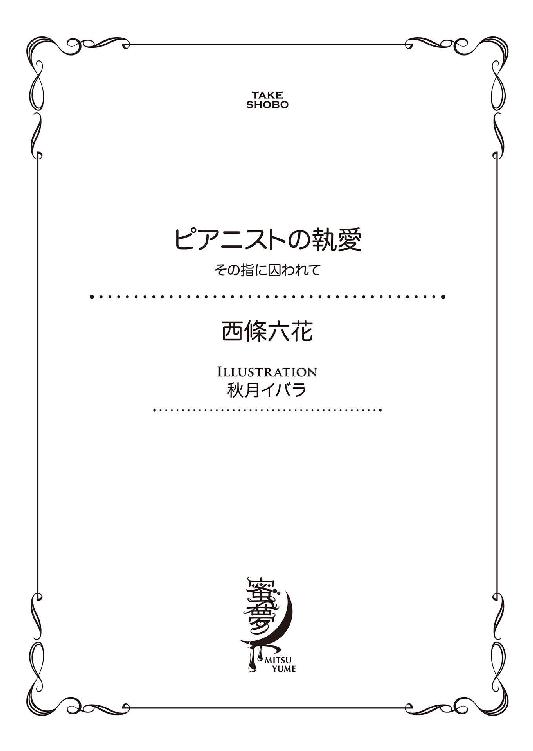 TAKE
SHOBO
ピアニストの執愛
その指に囚われて
西條六花
ILLUSTRATION
秋月イバラ
蜜夢
MITSU
YUME